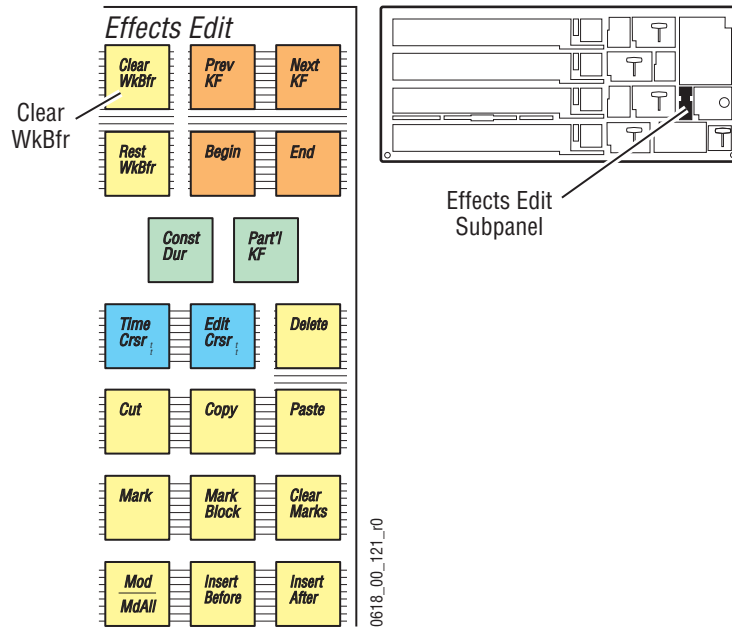 Effects Edit
Clear
WkBfr
Prev
KF
Next
KF
Clear
WkBfr
Rest
WkBfr
Begin
End
Const
Dur
Part'l
KF
Time
Crsr
Edit
Crsr
Delete
Cut
Copy
Paste
Mark
Mark
Block
Clear
Marks
Mod
MdAll
Insert
Before
Insert
After
Effects Edit
Subpanel
0618_00_121_r0